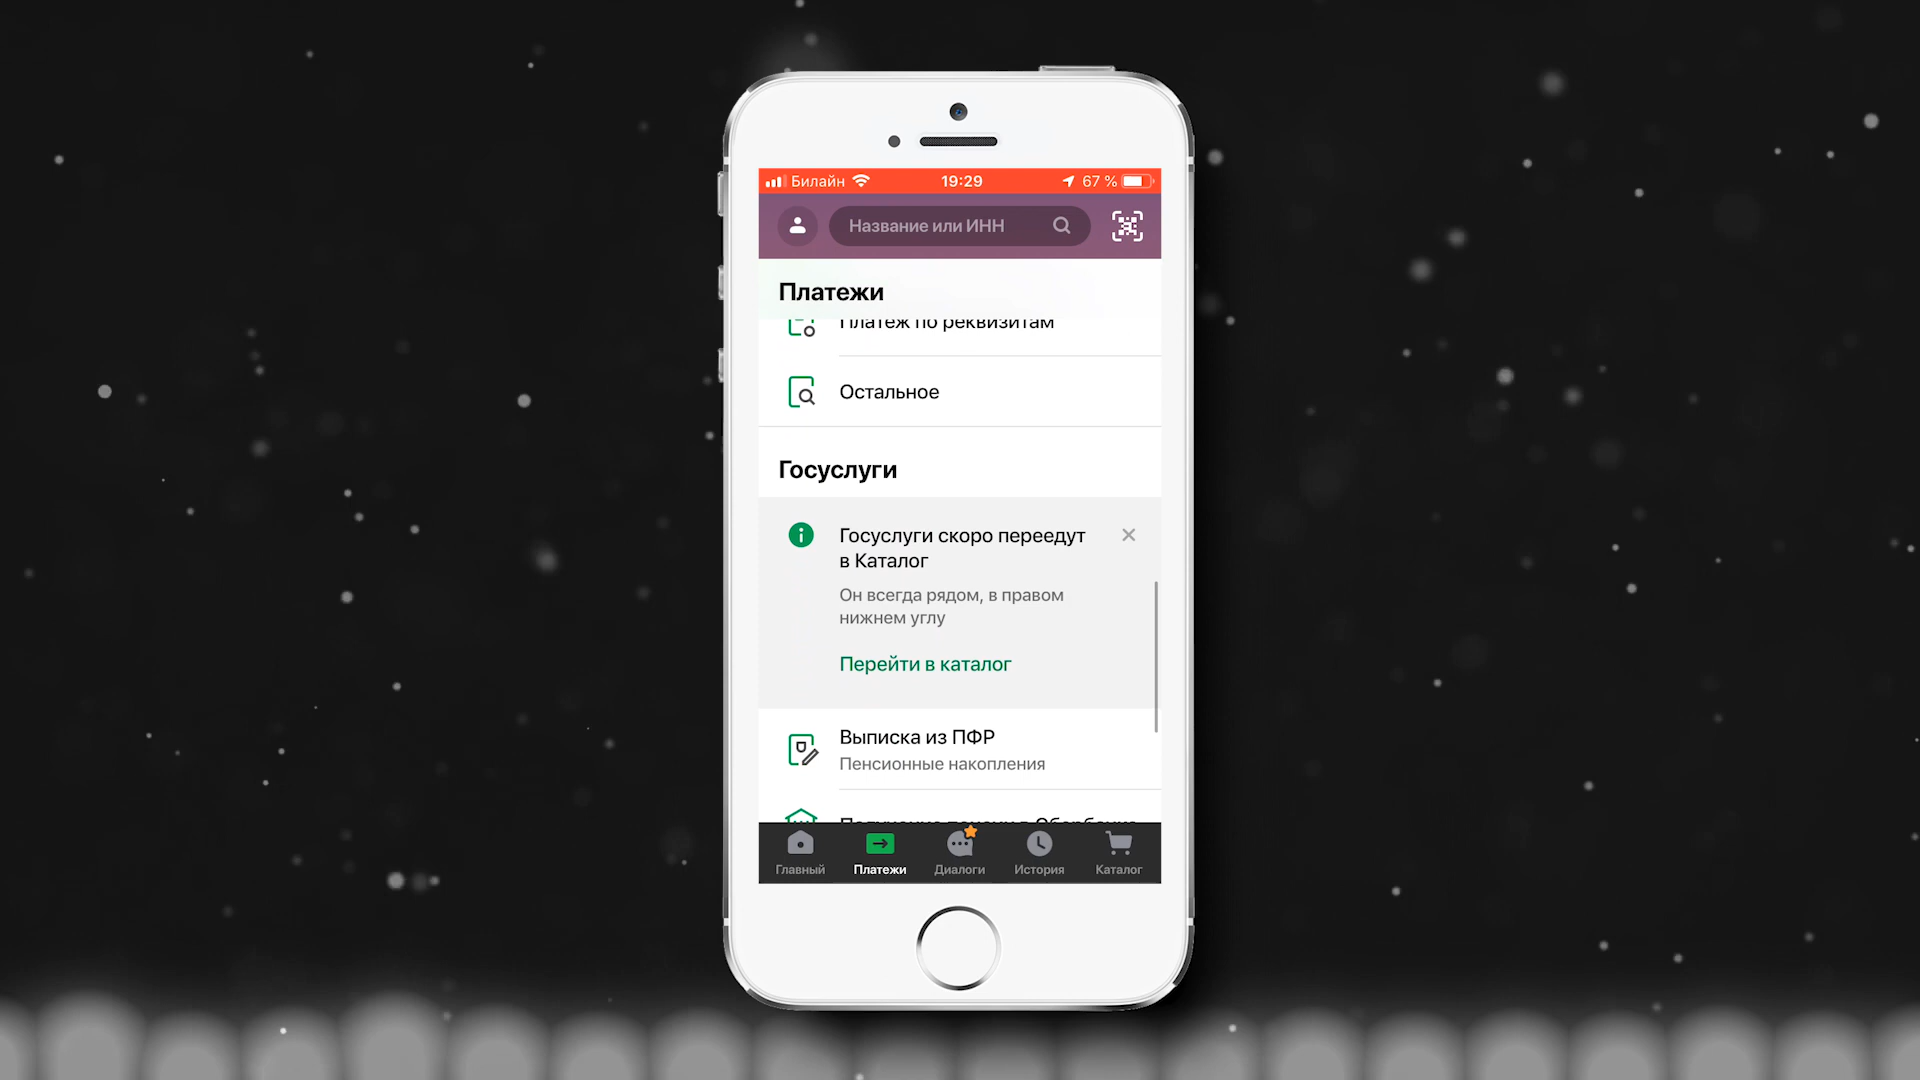 Билайн 19:29 67 %
Название или ИНН
Платежи
Платеж по реквизитам
Остальное
Госуслуги
Госуслуги скоро переедут
в Каталог
Он всегда рядом, в правом
нижнем углу
Перейти в каталог
Выписка из ПФР
Пенсионные накопления
Главный Платежи Диалоги История Каталог